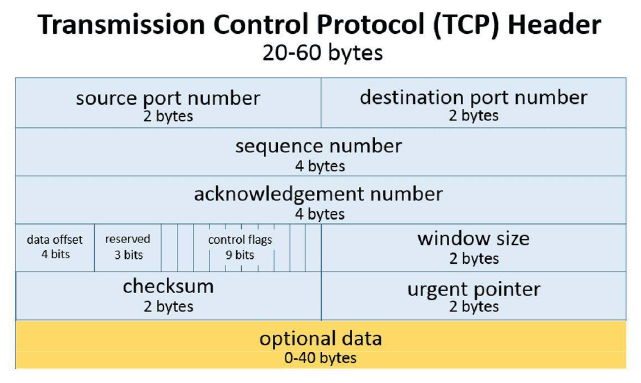 Transmission Control Protocol (TCP) Header
20-60 bytes
source port number
2 bytes
destination port number
2 bytes
sequence number
4 bytes
acknowledgement number
4 bytes
data offset
4 bits
reserved
3 bits
control flags
9 bits
window size
2 bytes
checksum
2 bytes
urgent pointer
2 bytes
optional data
0-40 bytes